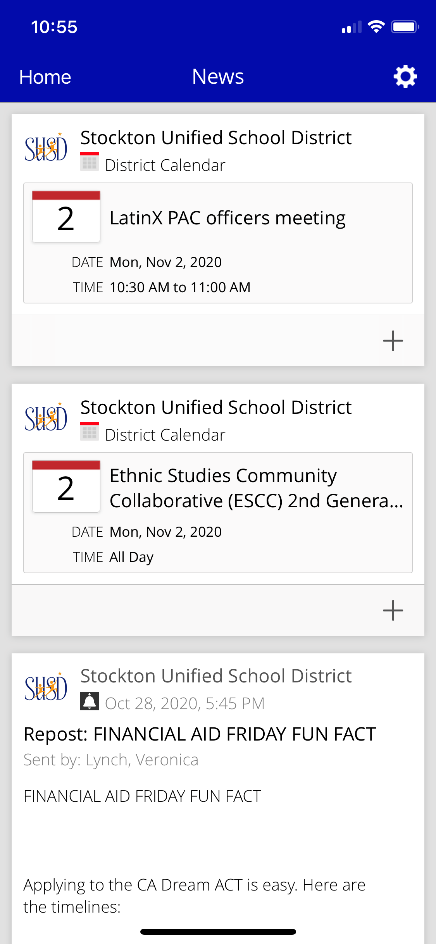 10:55
Home
News
SUSD
Stockton Unified School District
District Calendar
2
LatinX PAC officers meeting
DATE Mon, Nov 2, 2020
TIME 10:30 AM to 11:00 AM
+
SUSD
Stockton Unified School District
District Calendar
2
Ethnic Studies Community
Collaborative (ESCC) 2nd Genera...
DATE Mon, Nov 2, 2020
TIME All Day
+
SUSD
Stockton Unified School District
Oct 28, 2020, 5:45 PM
Repost: FINANCIAL AID FRIDAY FUN FACT
Sent by: Lynch, Veronica
FINANCIAL AID FRIDAY FUN FACT
Applying to the CA Dream ACT is easy. Here are
the timelines: